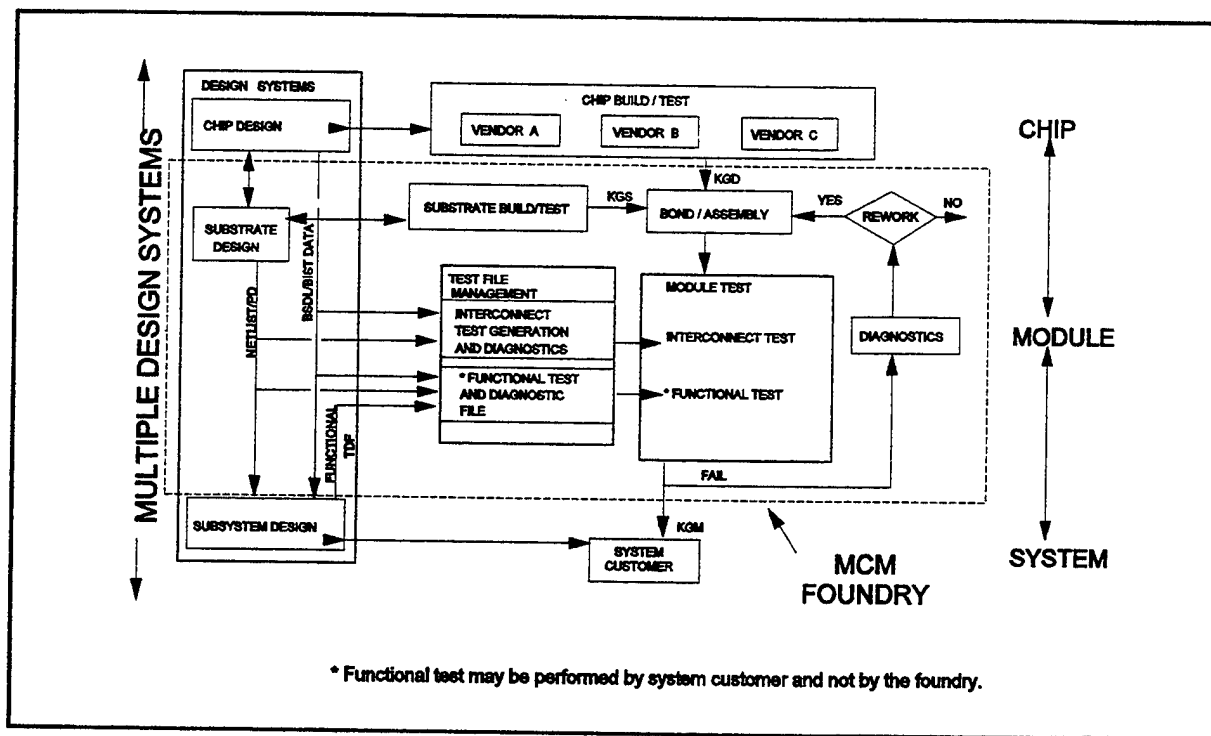 MULTIPLE DESIGN SYSTEMS
DESIGN SYSTEMS
CHIP DESIGN
CHIP BUILD / TEST
VENDOR A
VENDOR B
VENDOR C
CHIP
KGD
SUBSTRATE DESIGN
SUBSTRATE BUILD/TEST
KGS
BOND / ASSEMBLY
YES
REWORK
NO
NETLIST/PD
BSDL/BIST DATA
TEST FILE
MANAGEMENT
INTERCONNECT
TEST GENERATION
AND DIAGNOSTICS
* FUNCTIONAL TEST
AND DIAGNOSTIC
FILE
MODULE TEST
INTERCONNECT TEST
* FUNCTIONAL TEST
DIAGNOSTICS
MODULE
FUNCTIONAL
TDF
FAIL
SUBSYSTEM DESIGN
KGM
SYSTEM
CUSTOMER
MCM
FOUNDRY
SYSTEM
* Functional test may be performed by system customer and not by the foundry.